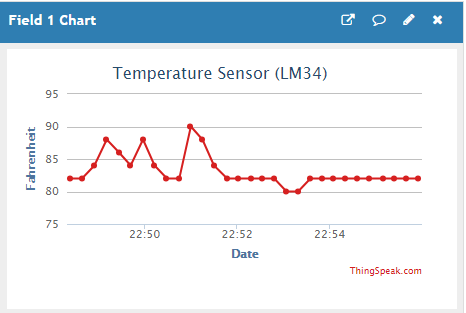 Field 1 Chart
Temperature Sensor (LM34)
95
90
85
80
75
Fahrenheit
22:50 22:52 22:54
Date
ThingSpeak.com